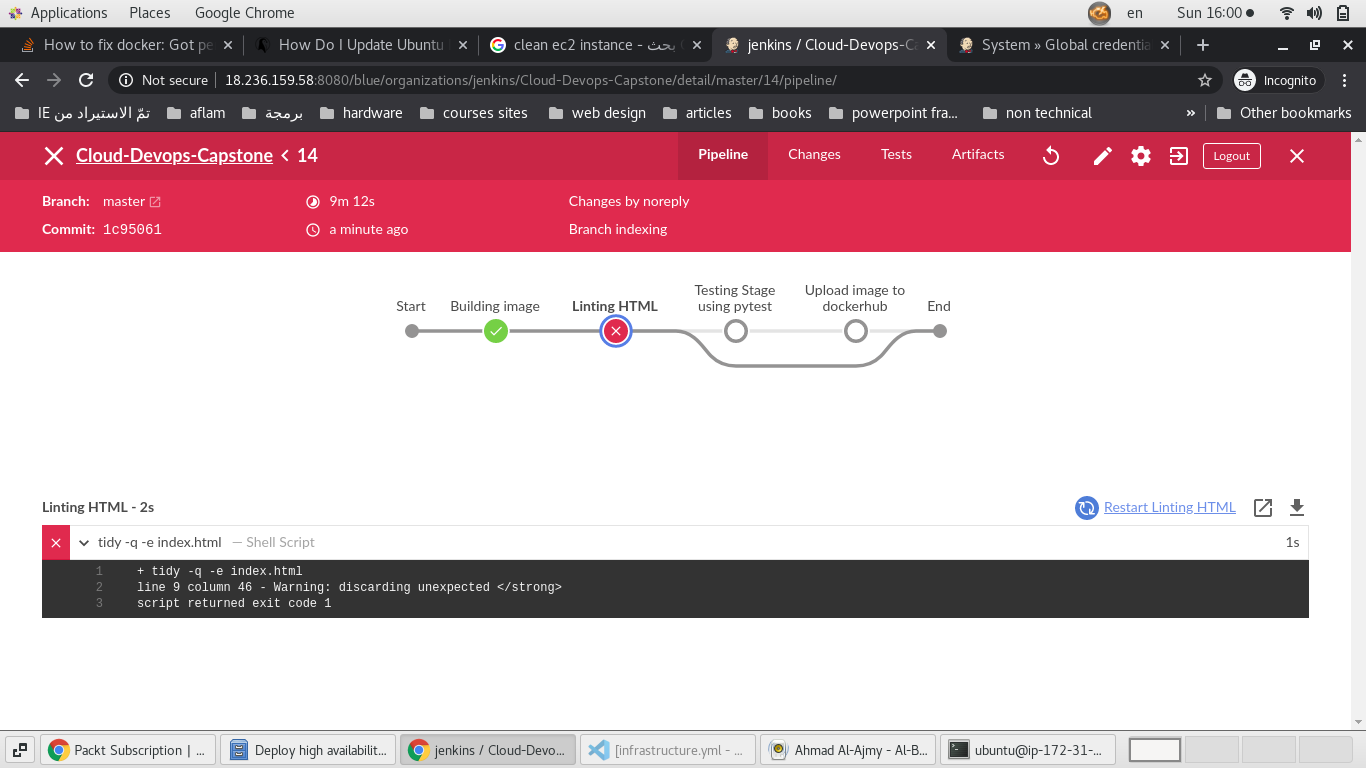 Applications Places Google Chrome en Sun 16:00
How to fix docker: Got pe How Do I Update Ubuntu clean ec2 instance - بحث jenkins / Cloud-Devops-C System » Global credentia
Not secure 18.236.159.58:8080/blue/organizations/jenkins/Cloud-Devops-Capstone/detail/master/14/pipeline/ Incognito
تمّ الاستيراد من IE aflam برمجة hardware courses sites web design articles books powerpoint fra... non technical » Other bookmarks
Cloud-Devops-Capstone < 14 Pipeline Changes Tests Artifacts Logout
Branch: master 9m 12s Changes by noreply
Commit: 1c95061 a minute ago Branch indexing
Start Building image Linting HTML Testing Stage using pytest Upload image to dockerhub End
Linting HTML - 2s Restart Linting HTML
tidy -q -e index.html — Shell Script 1s
1 + tidy -q -e index.html
2 line 9 column 46 - Warning: discarding unexpected </strong>
3 script returned exit code 1
Packt Subscription | ... Deploy high availabilit... jenkins / Cloud-Devo... [infrastructure.yml - ... Ahmad Al-Ajmy - Al-B... ubuntu@ip-172-31-...